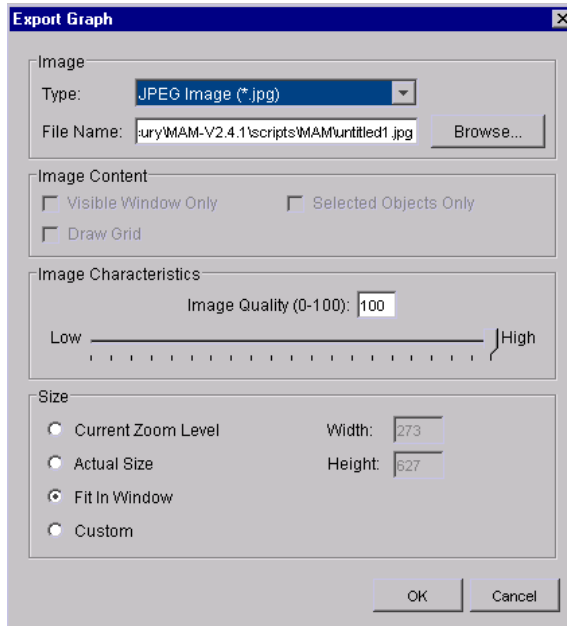 Export Graph
Image
Type: JPEG Image (*.jpg)
File Name: :ury\MAM-V2.4.1\scripts\MAM\untitled1.jpg Browse...
Image Content
Visible Window Only Selected Objects Only
Draw Grid
Image Characteristics
Image Quality (0-100): 100
Low High
Size
Current Zoom Level Width: 273
Actual Size Height: 627
Fit In Window
Custom
OK Cancel